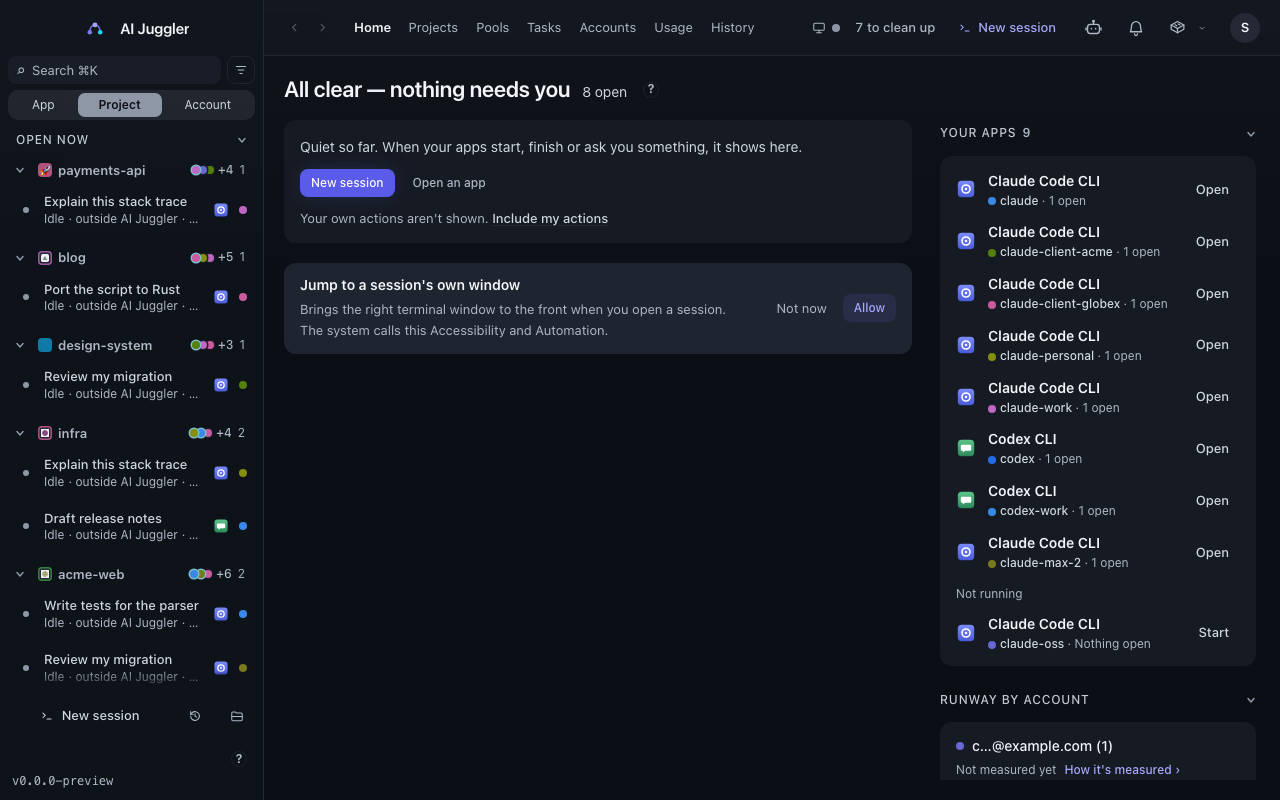 AI Juggler
Search ⌘K
App Project Account
OPEN NOW
payments-api +4 1
Explain this stack trace
Idle · outside AI Juggler · ...
blog +5 1
Port the script to Rust
Idle · outside AI Juggler · ...
design-system +3 1
Review my migration
Idle · outside AI Juggler · ...
infra +4 2
Explain this stack trace
Idle · outside AI Juggler · ...
Draft release notes
Idle · outside AI Juggler · ...
acme-web +6 2
Write tests for the parser
Idle · outside AI Juggler · ...
Review my migration
Idle · outside AI Juggler · ...
New session
?
v0.0.0-preview
Home Projects Pools Tasks Accounts Usage History
7 to clean up
New session
S
All clear — nothing needs you 8 open ?
Quiet so far. When your apps start, finish or ask you something, it shows here.
New session Open an app
Your own actions aren't shown. Include my actions
Jump to a session's own window
Brings the right terminal window to the front when you open a session.
The system calls this Accessibility and Automation.
Not now Allow
YOUR APPS 9
Claude Code CLI
claude · 1 open
Open
Claude Code CLI
claude-client-acme · 1 open
Open
Claude Code CLI
claude-client-globex · 1 open
Open
Claude Code CLI
claude-personal · 1 open
Open
Claude Code CLI
claude-work · 1 open
Open
Codex CLI
codex · 1 open
Open
Codex CLI
codex-work · 1 open
Open
Claude Code CLI
claude-max-2 · 1 open
Open
Not running
Claude Code CLI
claude-oss · Nothing open
Start
RUNWAY BY ACCOUNT
c...@example.com (1)
Not measured yet How it's measured ›